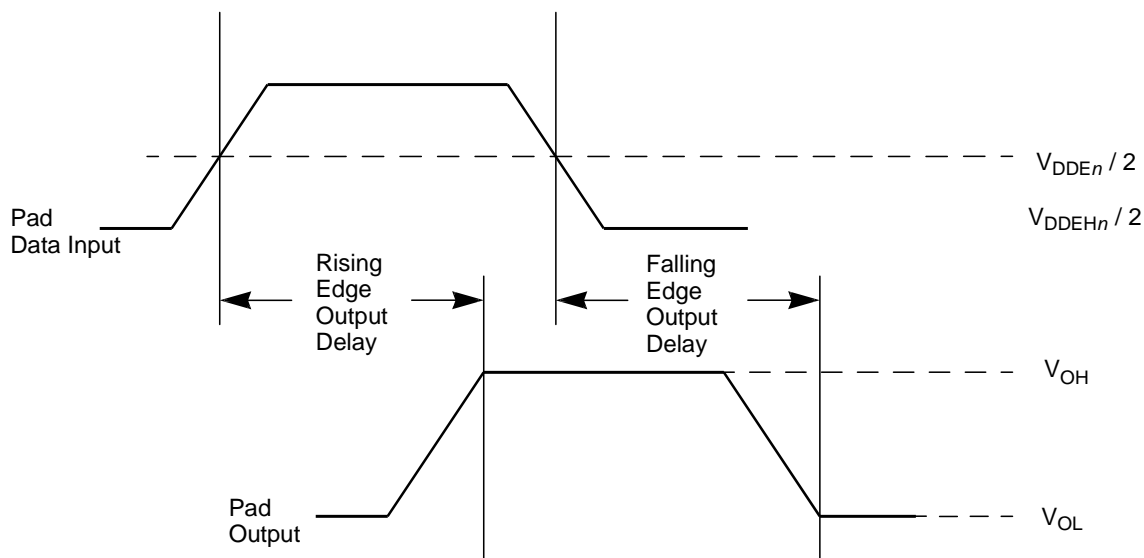 V_DDEn / 2
Pad
Data Input
V_DDEHn / 2
Rising
Edge
Output
Delay
Falling
Edge
Output
Delay
V_OH
Pad
Output
V_OL